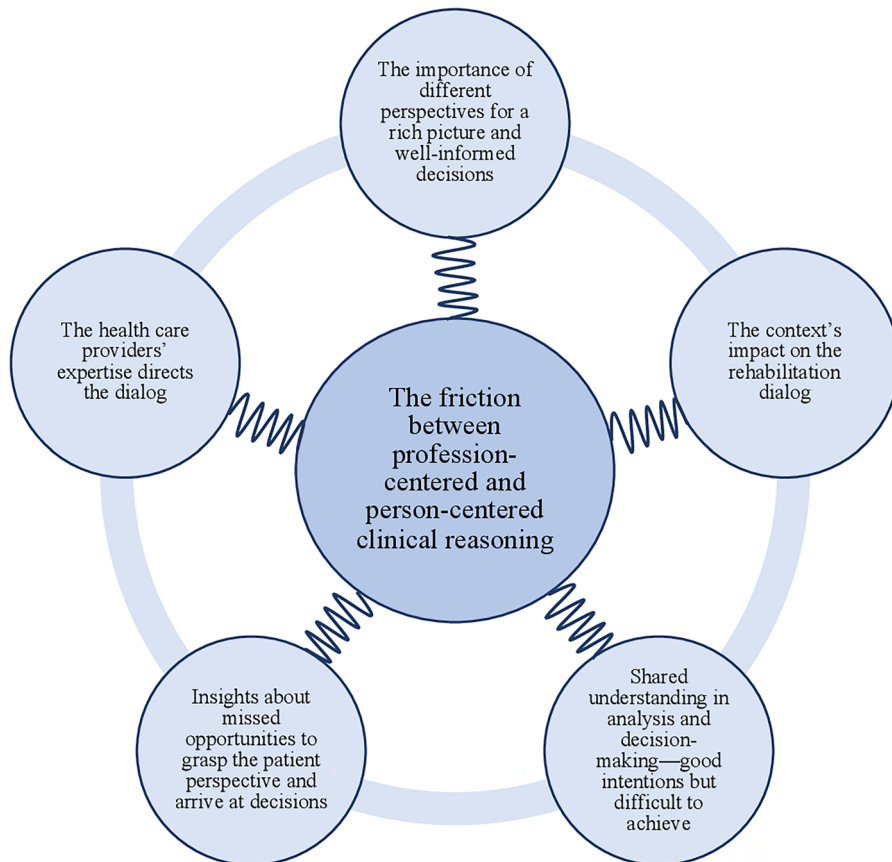 The importance of
different
perspectives for a
rich picture and
well-informed
decisions
The health care
providers'
expertise directs
the dialog
The context's
impact on the
rehabilitation
dialog
The friction
between
profession-
centered and
person-centered
clinical reasoning
Insights about
missed
opportunities to
grasp the patient
perspective and
arrive at decisions
Shared
understanding in
analysis and
decision-
making—good
intentions but
difficult to
achieve